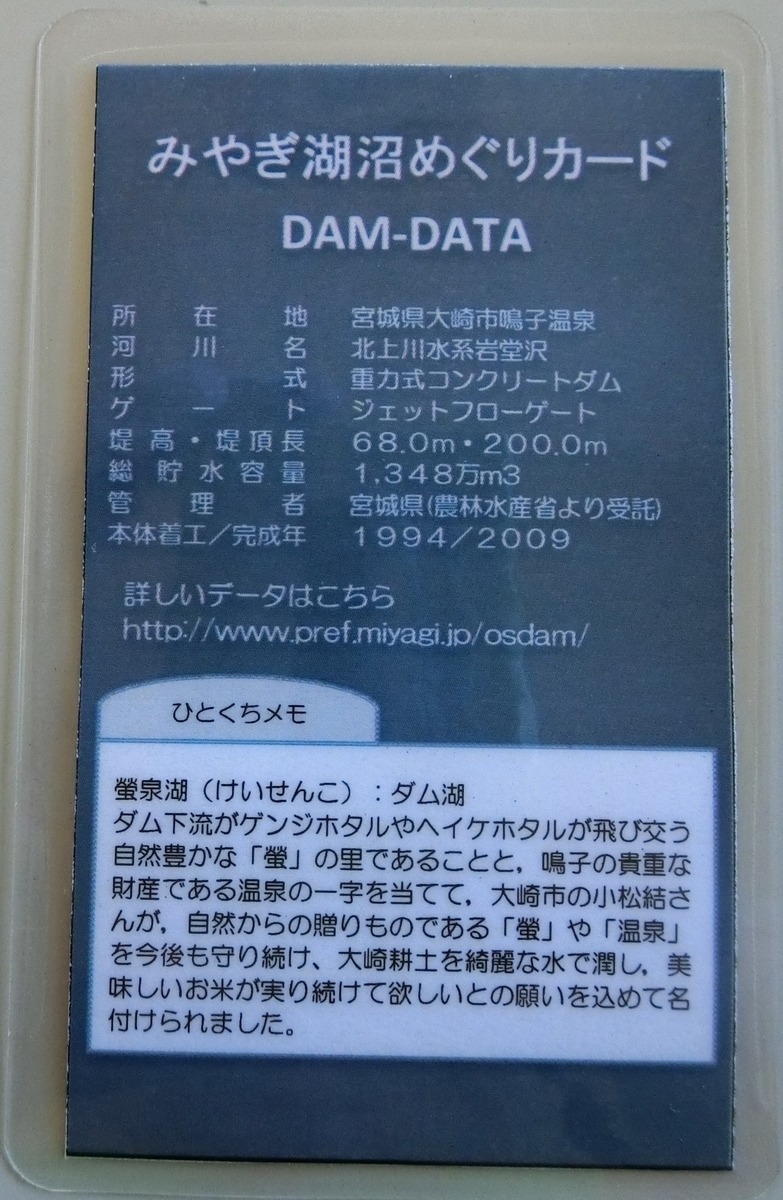 みやぎ湖沼めぐりカード
DAM-DATA
所在地 宮城県大崎市鳴子温泉
河川名 北上川水系岩堂沢
形式 重力式コンクリートダム
ゲート ジェットフローゲート
堤高・堤頂長 68.0m・200.0m
総貯水容量 1,348万m3
管理者 宮城県(農林水産省より受託)
本体着工/完成年 1994/2009
詳しいデータはこちら
http://www.pref.miyagi.jp/osdam/
ひとくちメモ
螢泉湖（けいせんこ）：ダム湖
ダム下流がゲンジホタルやヘイケホタルが飛び交う
自然豊かな「螢」の里であることと，鳴子の貴重な
財産である温泉の一字を当てて，大崎市の小松結さ
んが，自然からの贈りものである「螢」や「温泉」
を今後も守り続け、大崎耕土を綺麗な水で潤し，美
味しいお米が実り続けて欲しいとの願いを込めて名
付けられました。